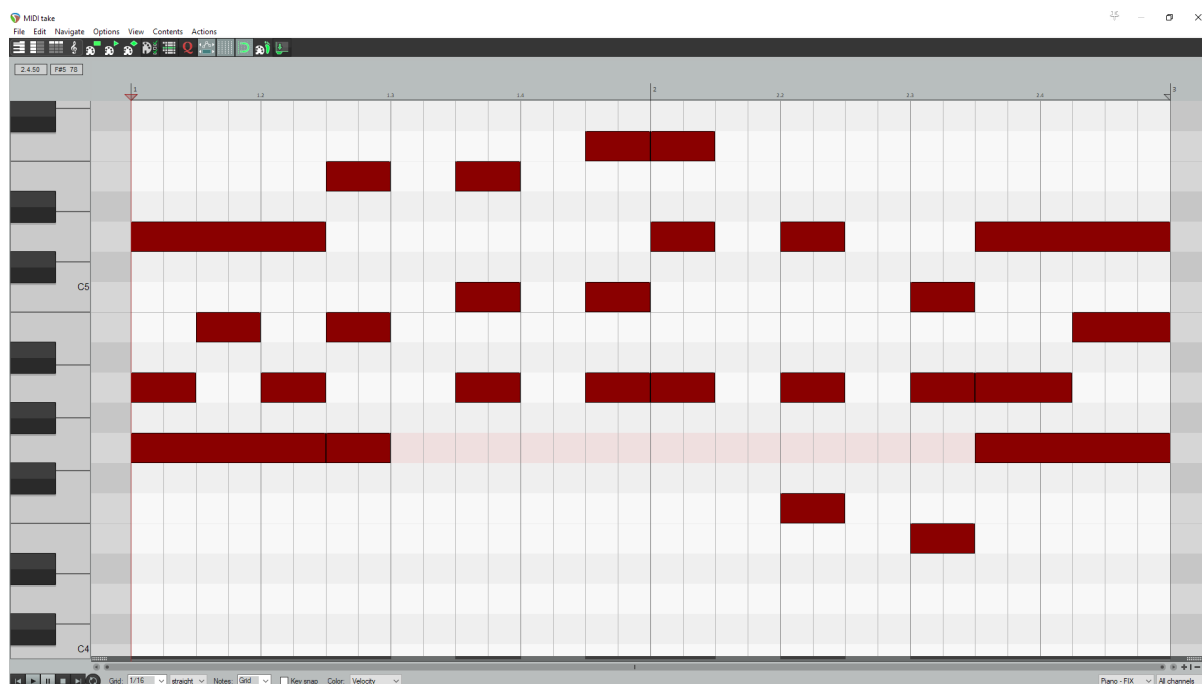 MIDI take
File Edit Navigate Options View Contents Actions
2.4.50 F#5 78
1 1.2 1.3 1.4 2 2.2 2.3 2.4 3
C5
C4
Grid: 1/16 straight Notes: Grid Key snap Color: Velocity Piano - FIX All channels